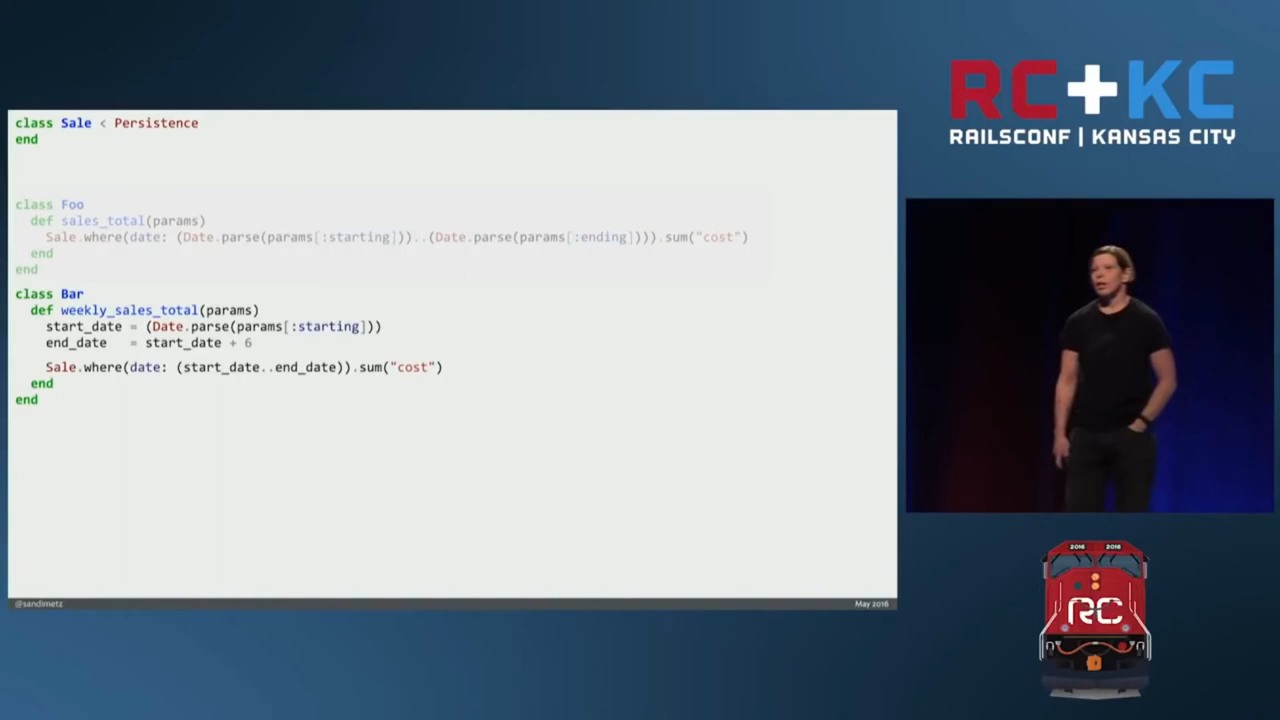 RC+KC
RAILSCONF | KANSAS CITY
class Sale < Persistence
end
class Foo
  def sales_total(params)
    Sale.where(date: (Date.parse(params[:starting]))..(Date.parse(params[:ending]))).sum("cost")
  end
end
class Bar
  def weekly_sales_total(params)
    start_date = (Date.parse(params[:starting]))
    end_date   = start_date + 6
    Sale.where(date: (start_date..end_date)).sum("cost")
  end
end
@sandimetz
May 2016
2016 2016
RC